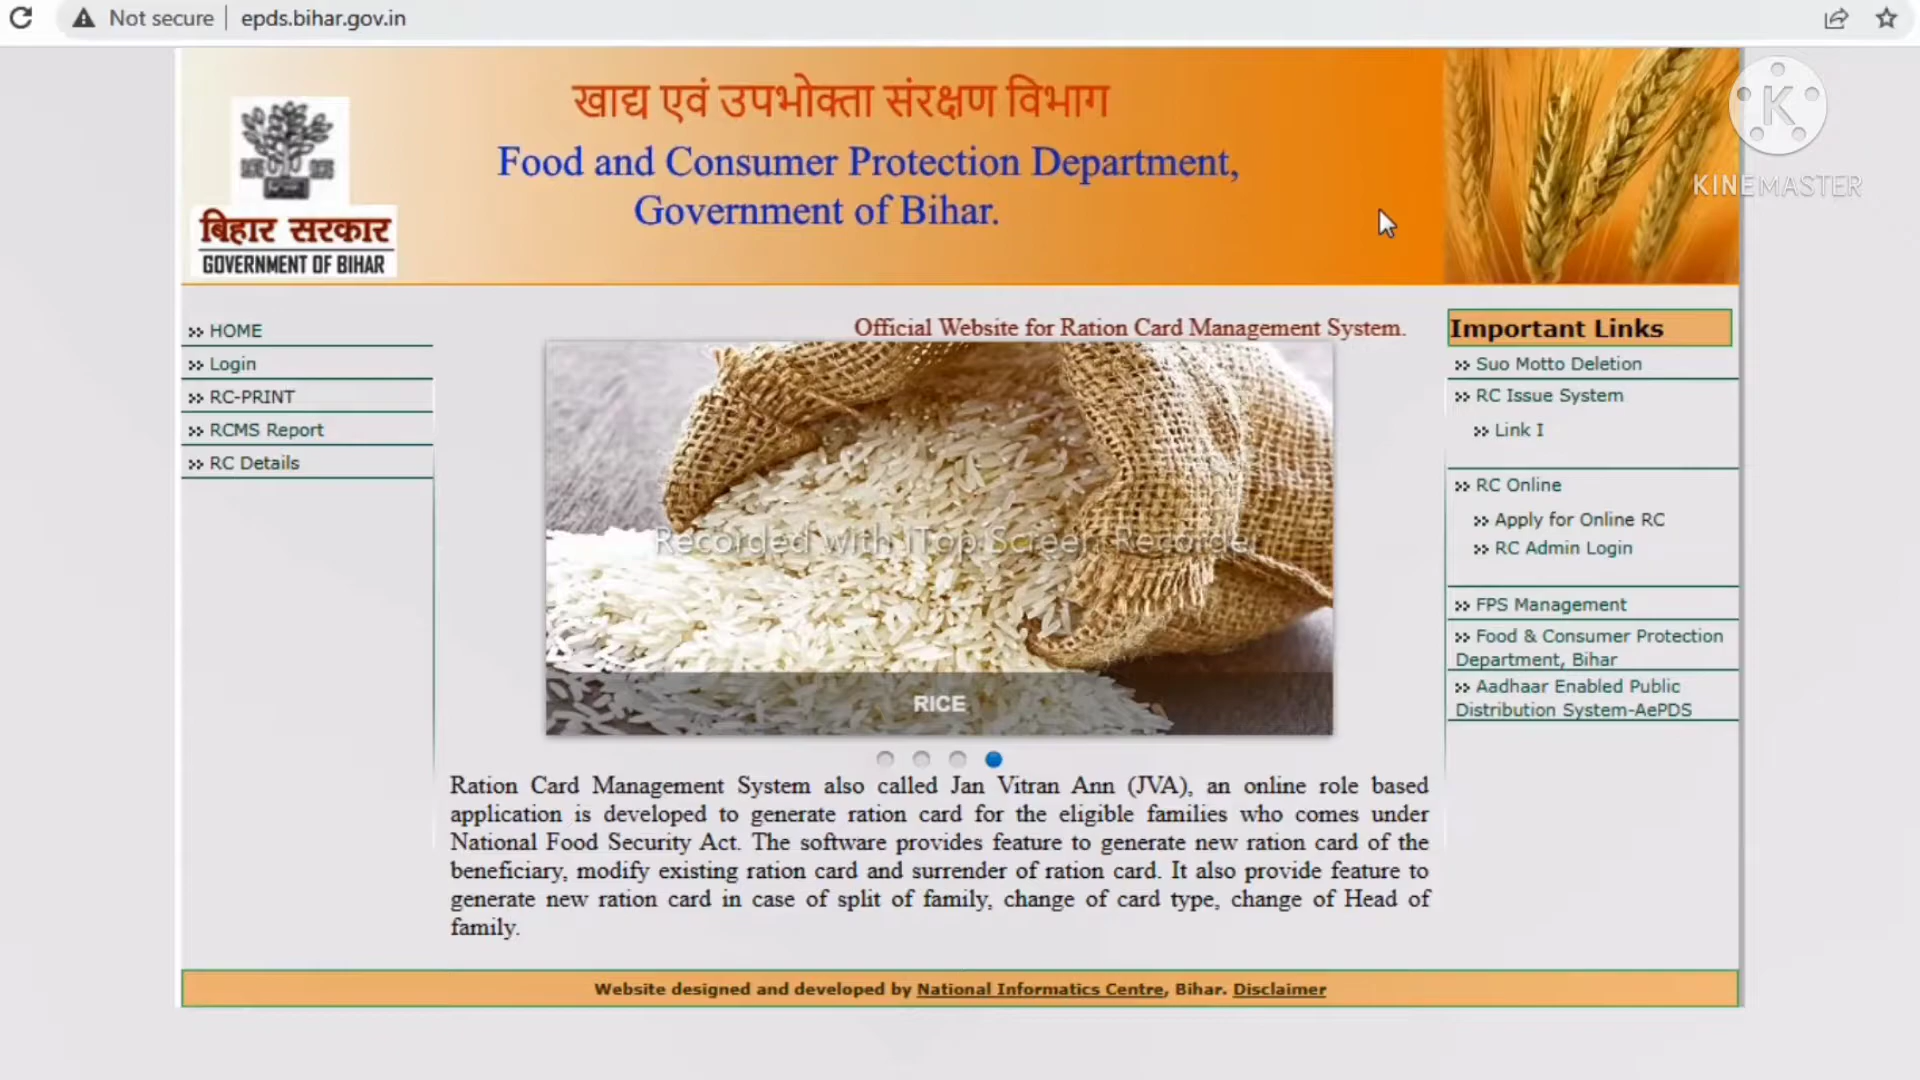 Not secure
epds.bihar.gov.in
खाद्य एवं उपभोक्ता संरक्षण विभाग
Food and Consumer Protection Department,
Government of Bihar.
बिहार सरकार
GOVERNMENT OF BIHAR
K
KINEMASTER
HOME
Login
RC-PRINT
RCMS Report
RC Details
Official Website for Ration Card Management System.
Recorded with iTop Screen Recorde
RICE
Ration Card Management System also called Jan Vitran Ann (JVA), an online role based
application is developed to generate ration card for the eligible families who comes under
National Food Security Act. The software provides feature to generate new ration card of the
beneficiary, modify existing ration card and surrender of ration card. It also provide feature to
generate new ration card in case of split of family, change of card type, change of Head of
family.
Important Links
Suo Motto Deletion
RC Issue System
Link I
RC Online
Apply for Online RC
RC Admin Login
FPS Management
Food & Consumer Protection
Department, Bihar
Aadhaar Enabled Public
Distribution System-AePDS
Website designed and developed by National Informatics Centre, Bihar. Disclaimer